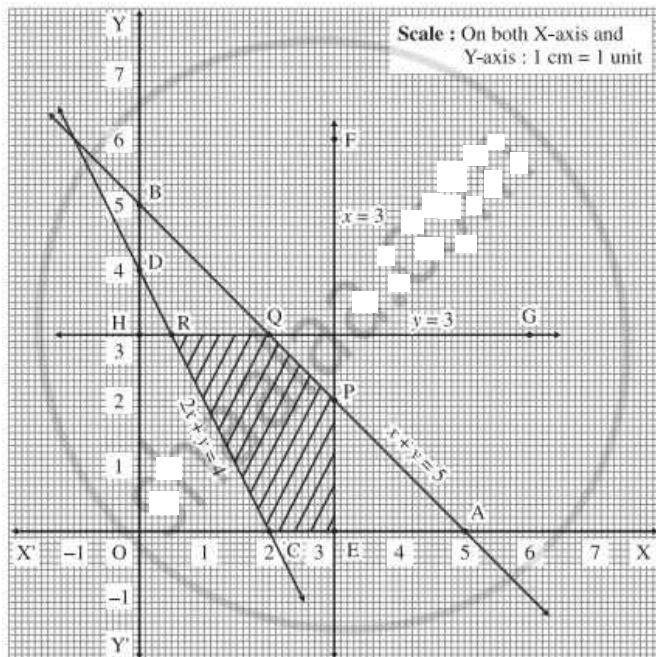 Y
Scale : On both X-axis and
Y-axis : 1 cm = 1 unit
7
6
F
5
B
x = 3
4
D
H
R
Q
y = 3
G
3
2
P
2x + y = 4
x + y = 5
1
A
X'
−1
O
1
2
C
3
E
4
5
6
7
X
−1
Y'